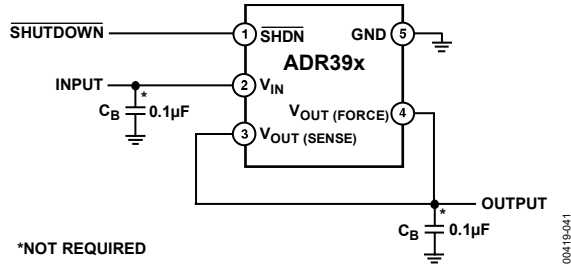 SHUTDOWN
1
SHDN
GND
5
ADR39x
INPUT
2
VIN
*
CB
0.1µF
VOUT (FORCE)
4
3
VOUT (SENSE)
OUTPUT
*
CB
0.1µF
*NOT REQUIRED
00419-041